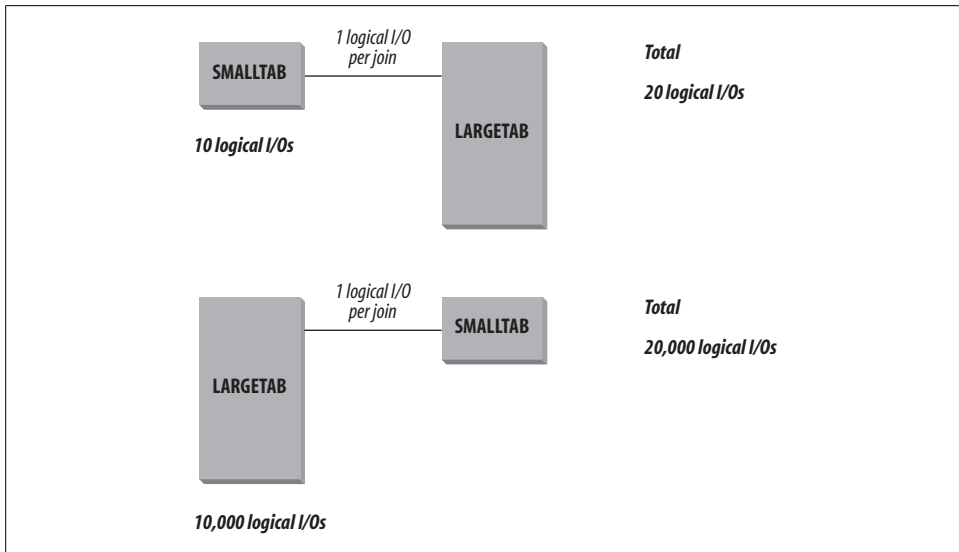 1 logical I/O
per join
SMALLTAB
LARGETAB
10 logical I/Os
Total
20 logical I/Os
1 logical I/O
per join
LARGETAB
SMALLTAB
10,000 logical I/Os
Total
20,000 logical I/Os